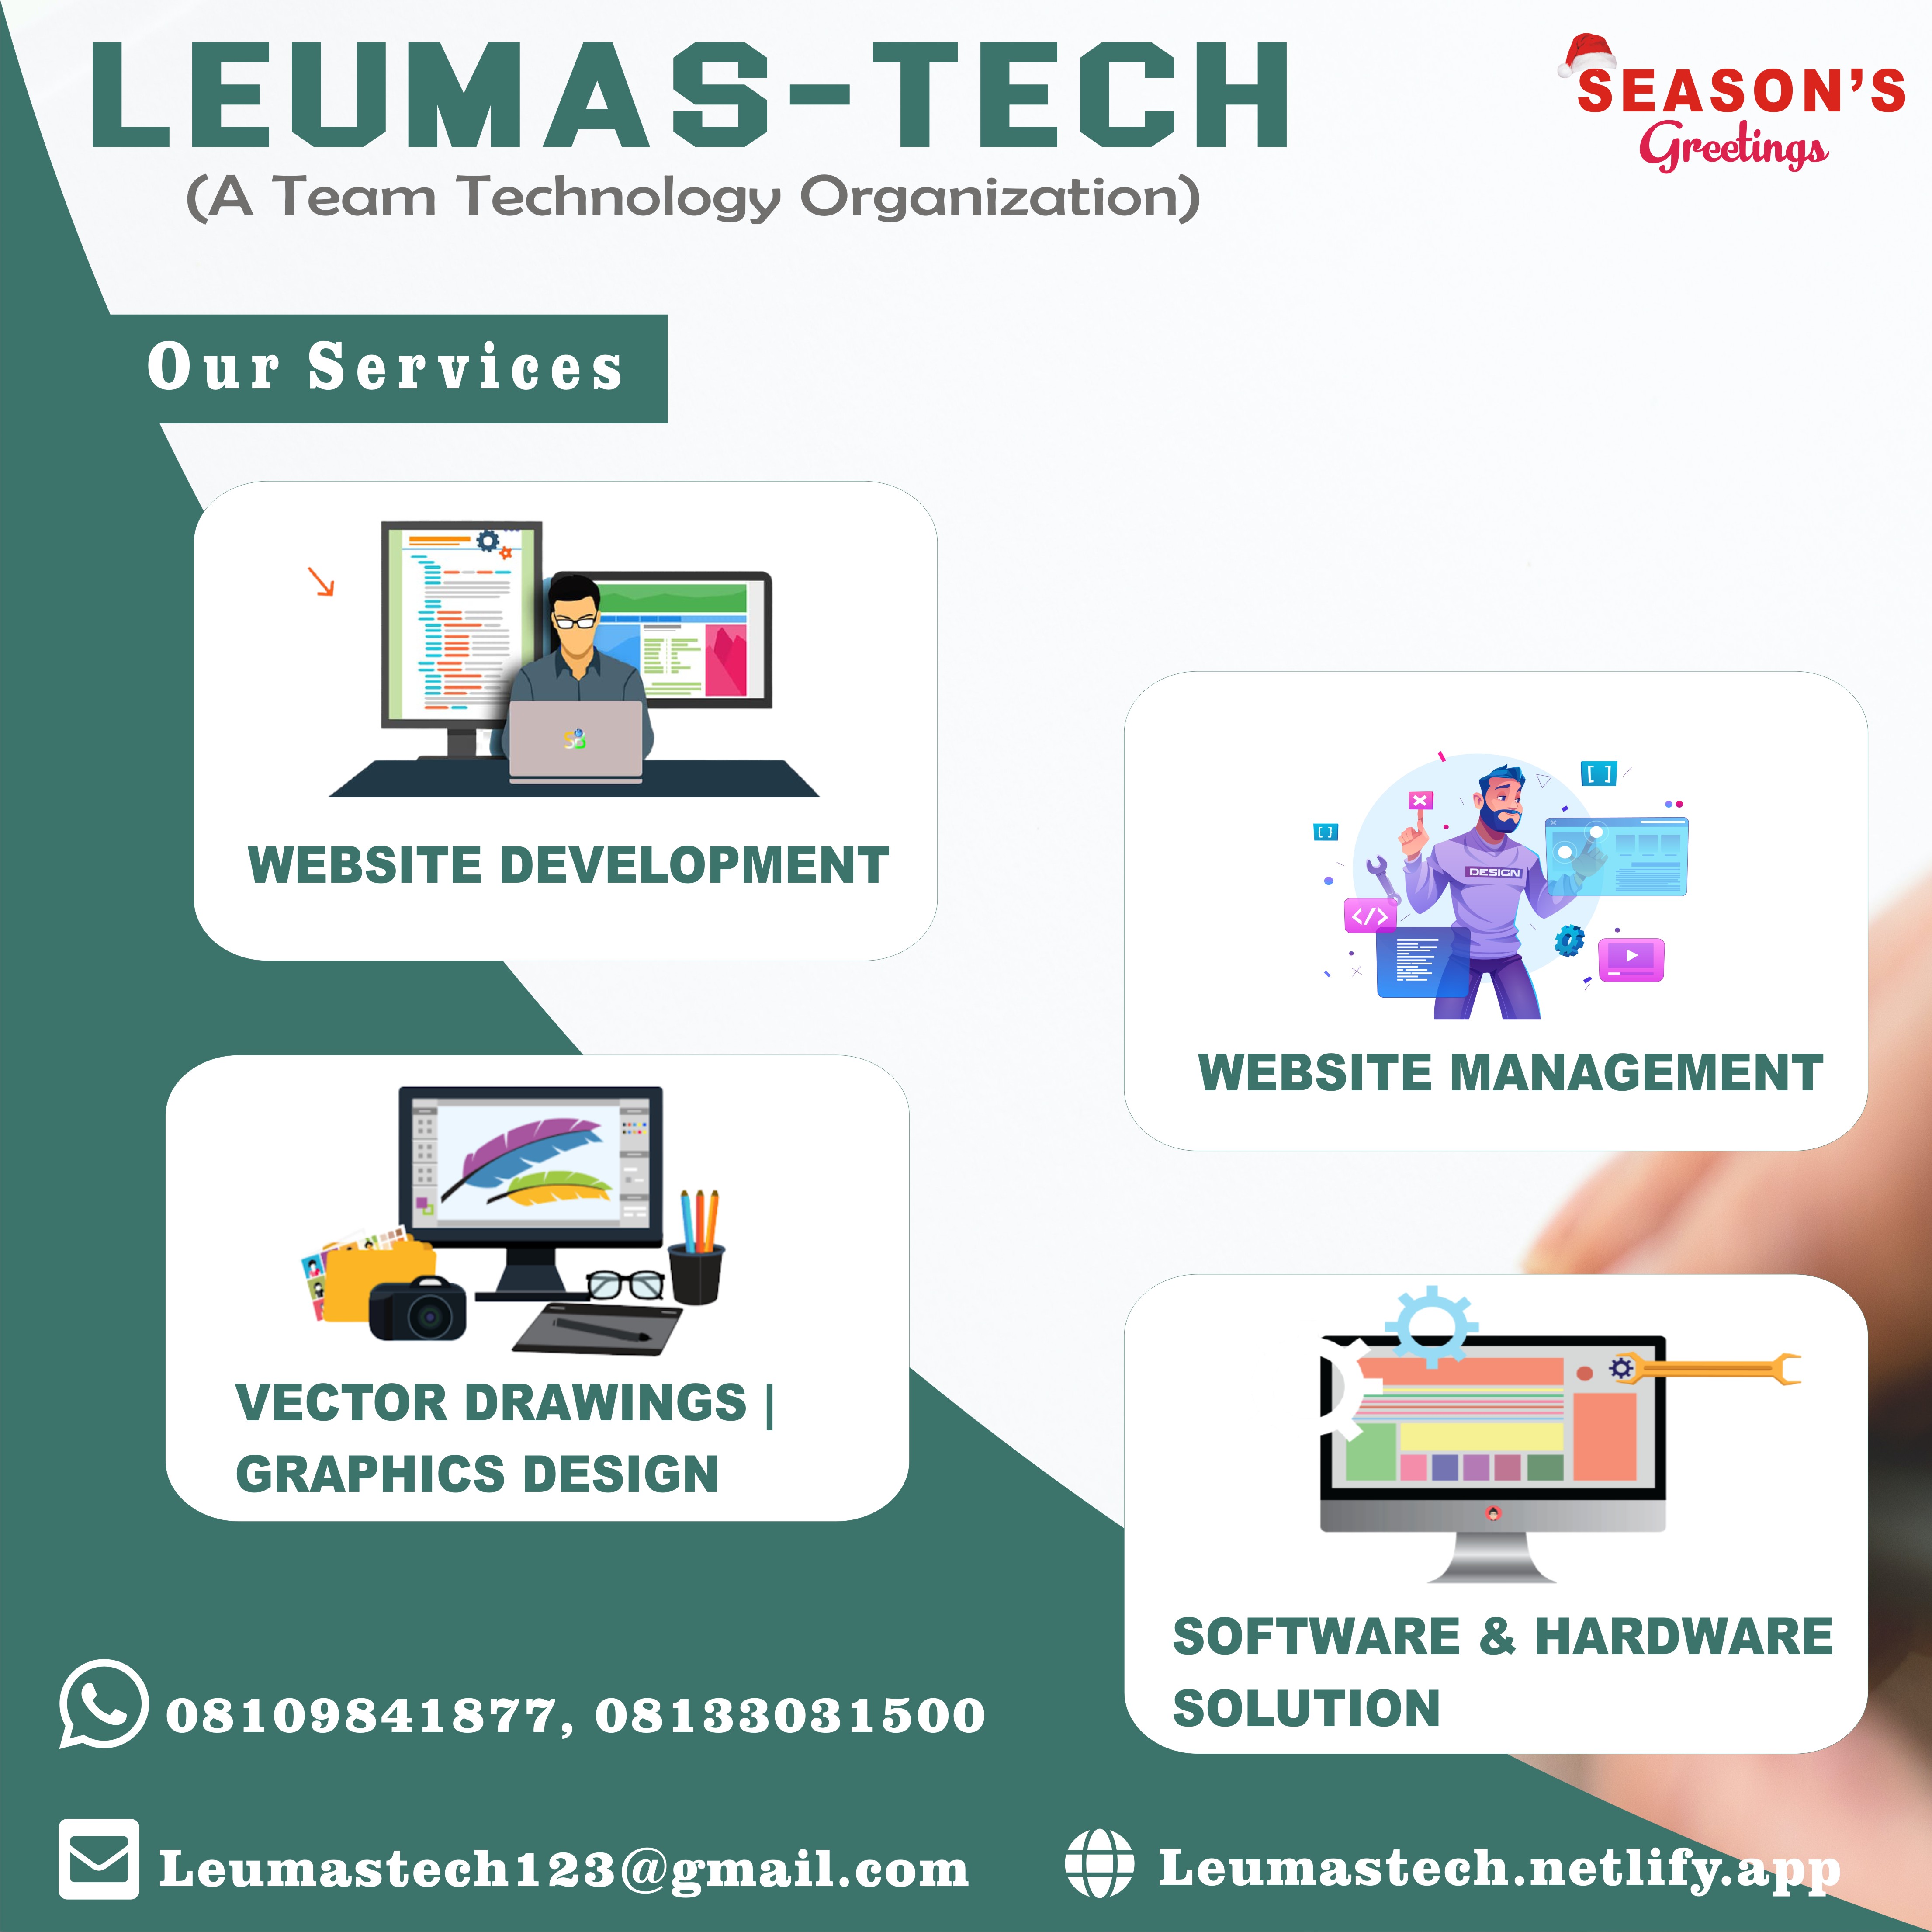 LEUMAS-TECH
(A Team Technology Organization)
SEASON'S
Greetings
Our Services
WEBSITE DEVELOPMENT
[ ]
[ ]
DESIGN
</>
WEBSITE MANAGEMENT
VECTOR DRAWINGS |
GRAPHICS DESIGN
SOFTWARE & HARDWARE
SOLUTION
08109841877, 08133031500
Leumastech123@gmail.com
Leumastech.netlify.app